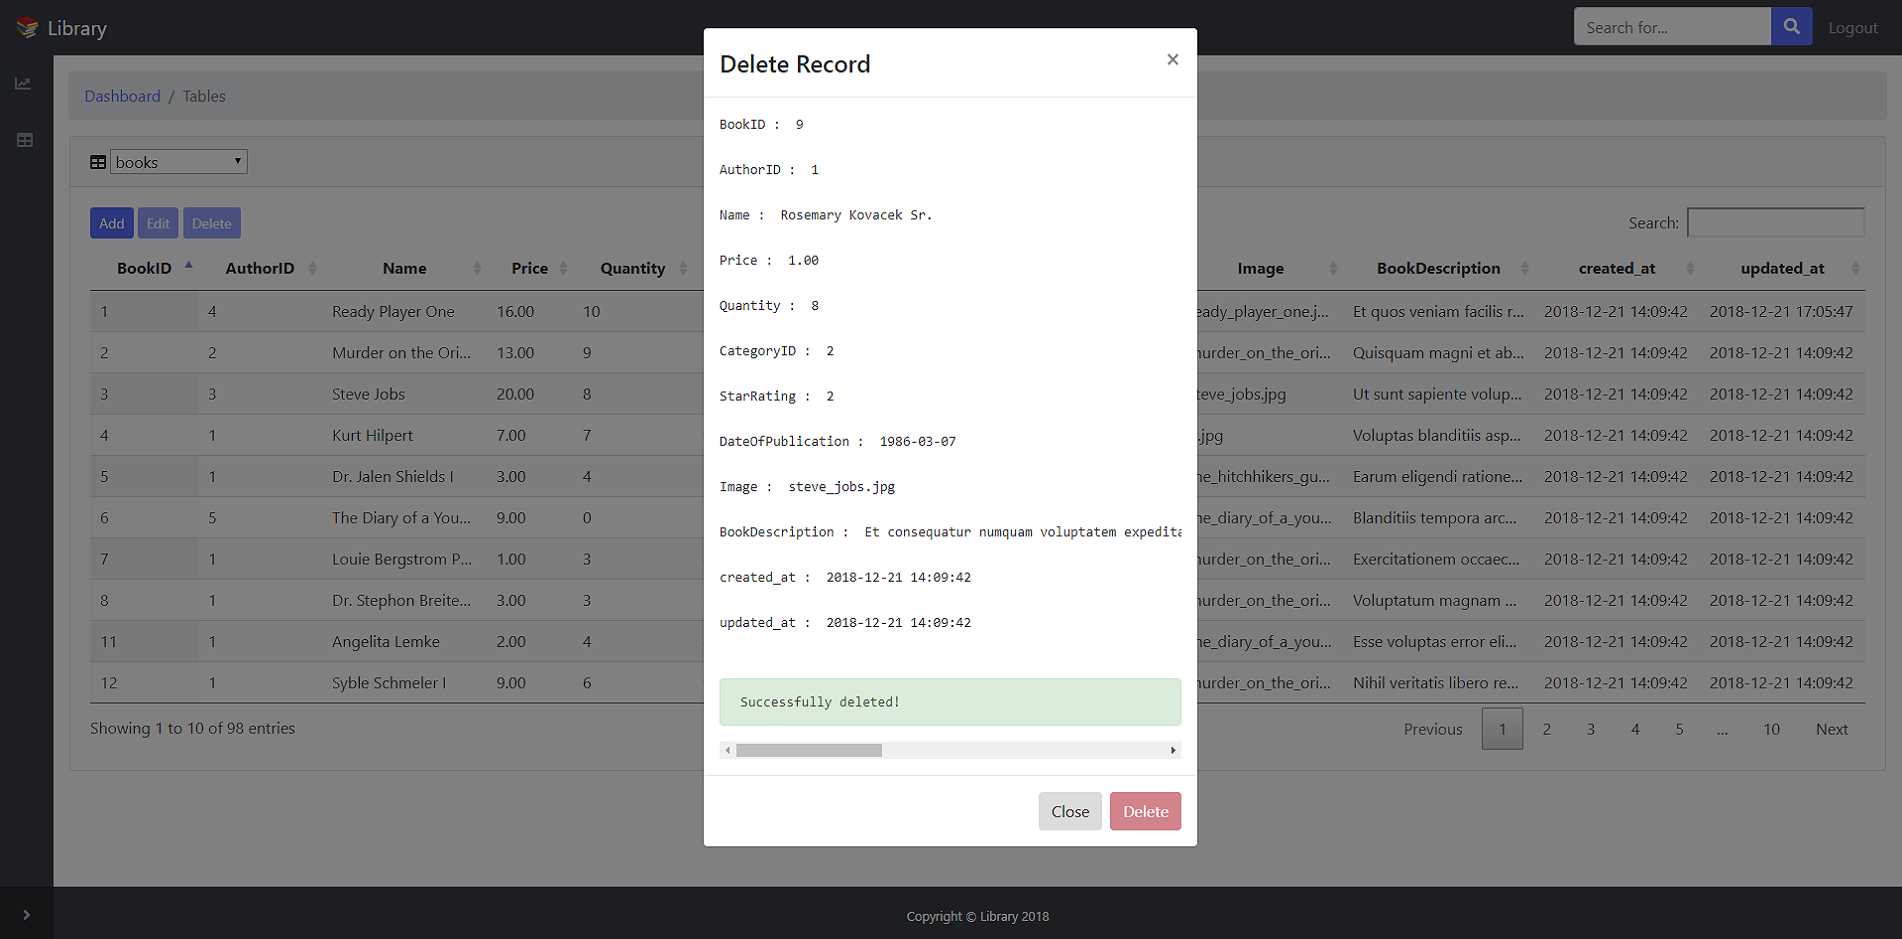 Library
Search for...
Logout
Delete Record
×
Dashboard / Tables
books
BookID : 9
AuthorID : 1
Name : Rosemary Kovacek Sr.
Price : 1.00
Quantity : 8
CategoryID : 2
StarRating : 2
DateOfPublication : 1986-03-07
Image : steve_jobs.jpg
BookDescription : Et consequatur numquam voluptatem expedita
created_at : 2018-12-21 14:09:42
updated_at : 2018-12-21 14:09:42
Successfully deleted!
Close Delete
Add Edit Delete
Search:
BookID AuthorID Name Price Quantity Image BookDescription created_at updated_at
1 4 Ready Player One 16.00 10 eady_player_one.j... Et quos veniam facilis r... 2018-12-21 14:09:42 2018-12-21 17:05:47
2 2 Murder on the Ori... 13.00 9 urder_on_the_ori... Quisquam magni et ab... 2018-12-21 14:09:42 2018-12-21 14:09:42
3 3 Steve Jobs 20.00 8 teve_jobs.jpg Ut sunt sapiente volup... 2018-12-21 14:09:42 2018-12-21 14:09:42
4 1 Kurt Hilpert 7.00 7 .jpg Voluptas blanditiis asp... 2018-12-21 14:09:42 2018-12-21 14:09:42
5 1 Dr. Jalen Shields I 3.00 4 he_hitchhikers_gu... Earum eligendi ratione... 2018-12-21 14:09:42 2018-12-21 14:09:42
6 5 The Diary of a You... 9.00 0 he_diary_of_a_you... Blanditiis tempora arc... 2018-12-21 14:09:42 2018-12-21 14:09:42
7 1 Louie Bergstrom P... 1.00 3 urder_on_the_ori... Exercitationem occaec... 2018-12-21 14:09:42 2018-12-21 14:09:42
8 1 Dr. Stephon Breite... 3.00 3 urder_on_the_ori... Voluptatum magnam ... 2018-12-21 14:09:42 2018-12-21 14:09:42
11 1 Angelita Lemke 2.00 4 he_diary_of_a_you... Esse voluptas error eli... 2018-12-21 14:09:42 2018-12-21 14:09:42
12 1 Syble Schmeler I 9.00 6 urder_on_the_ori... Nihil veritatis libero re... 2018-12-21 14:09:42 2018-12-21 14:09:42
Showing 1 to 10 of 98 entries
Previous 1 2 3 4 5 ... 10 Next
Copyright © Library 2018